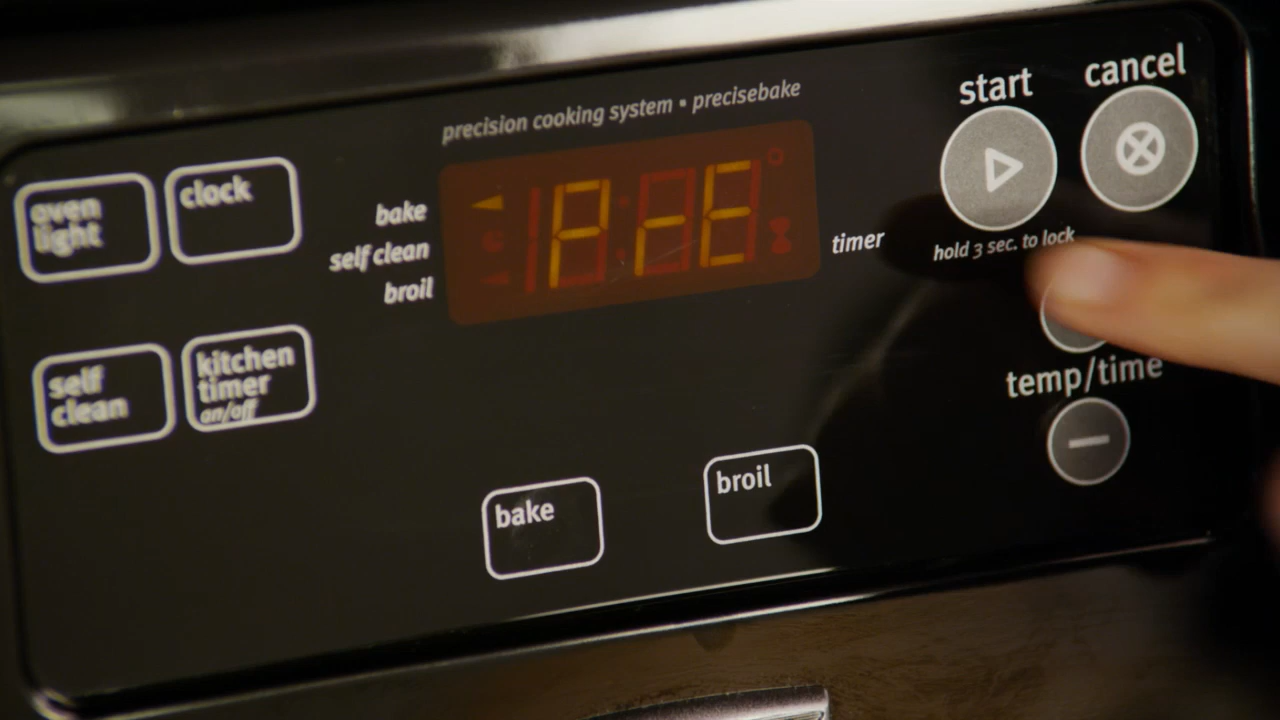 precision cooking system ▪ precisebake
start
cancel
oven
light
clock
bake
self clean
broil
PrE
timer
hold 3 sec. to lock
self
clean
kitchen
timer
on/off
temp/time
bake
broil